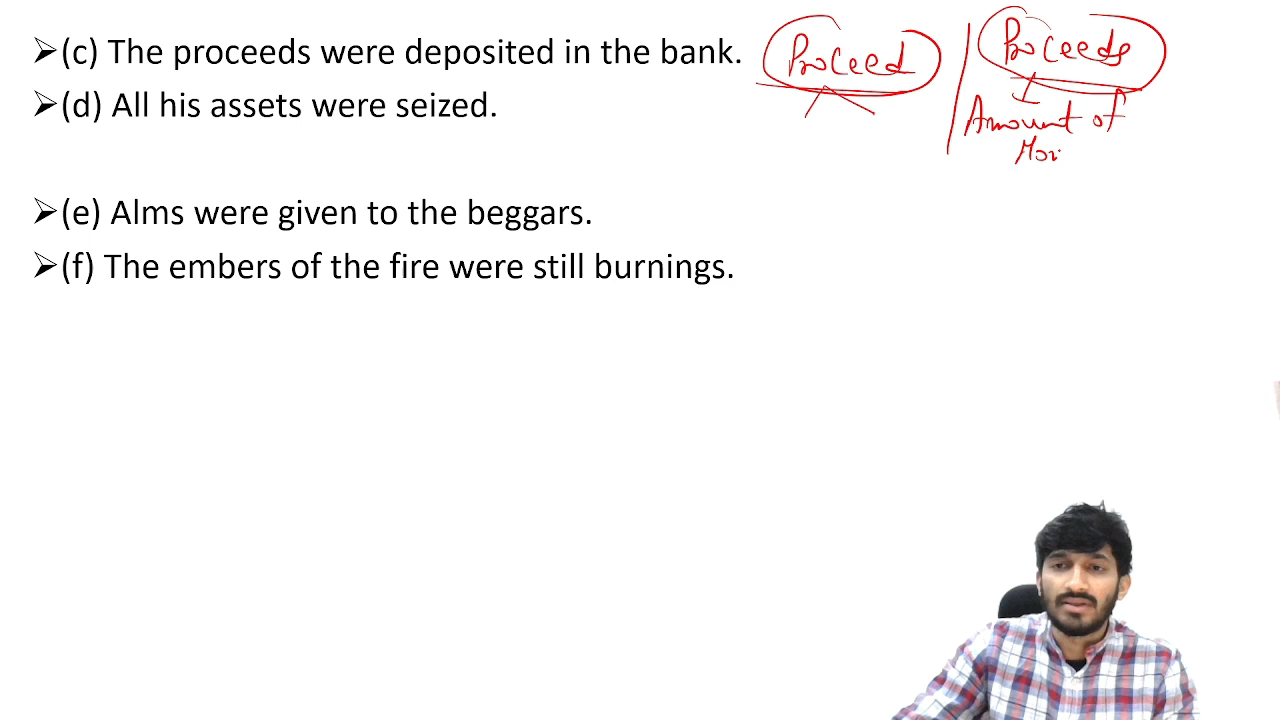 ➢(c) The proceeds were deposited in the bank.
➢(d) All his assets were seized.
➢(e) Alms were given to the beggars.
➢(f) The embers of the fire were still burnings.
Proceed
Proceeds
Amount of